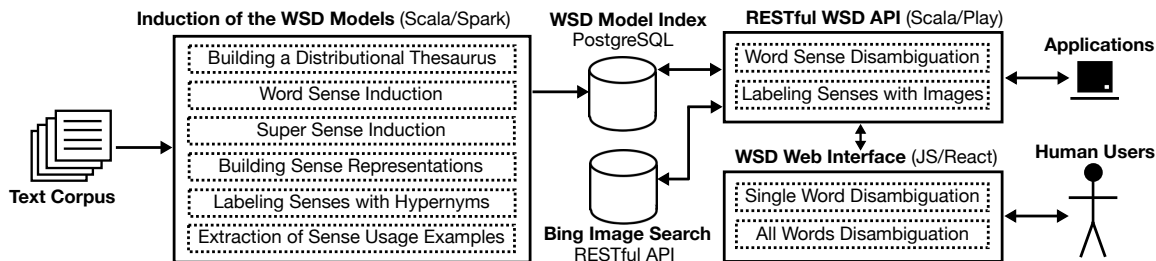 Text Corpus
Induction of the WSD Models (Scala/Spark)
Building a Distributional Thesaurus
Word Sense Induction
Super Sense Induction
Building Sense Representations
Labeling Senses with Hypernyms
Extraction of Sense Usage Examples
WSD Model Index
PostgreSQL
Bing Image Search
RESTful API
RESTful WSD API (Scala/Play)
Word Sense Disambiguation
Labeling Senses with Images
WSD Web Interface (JS/React)
Single Word Disambiguation
All Words Disambiguation
Applications
Human Users